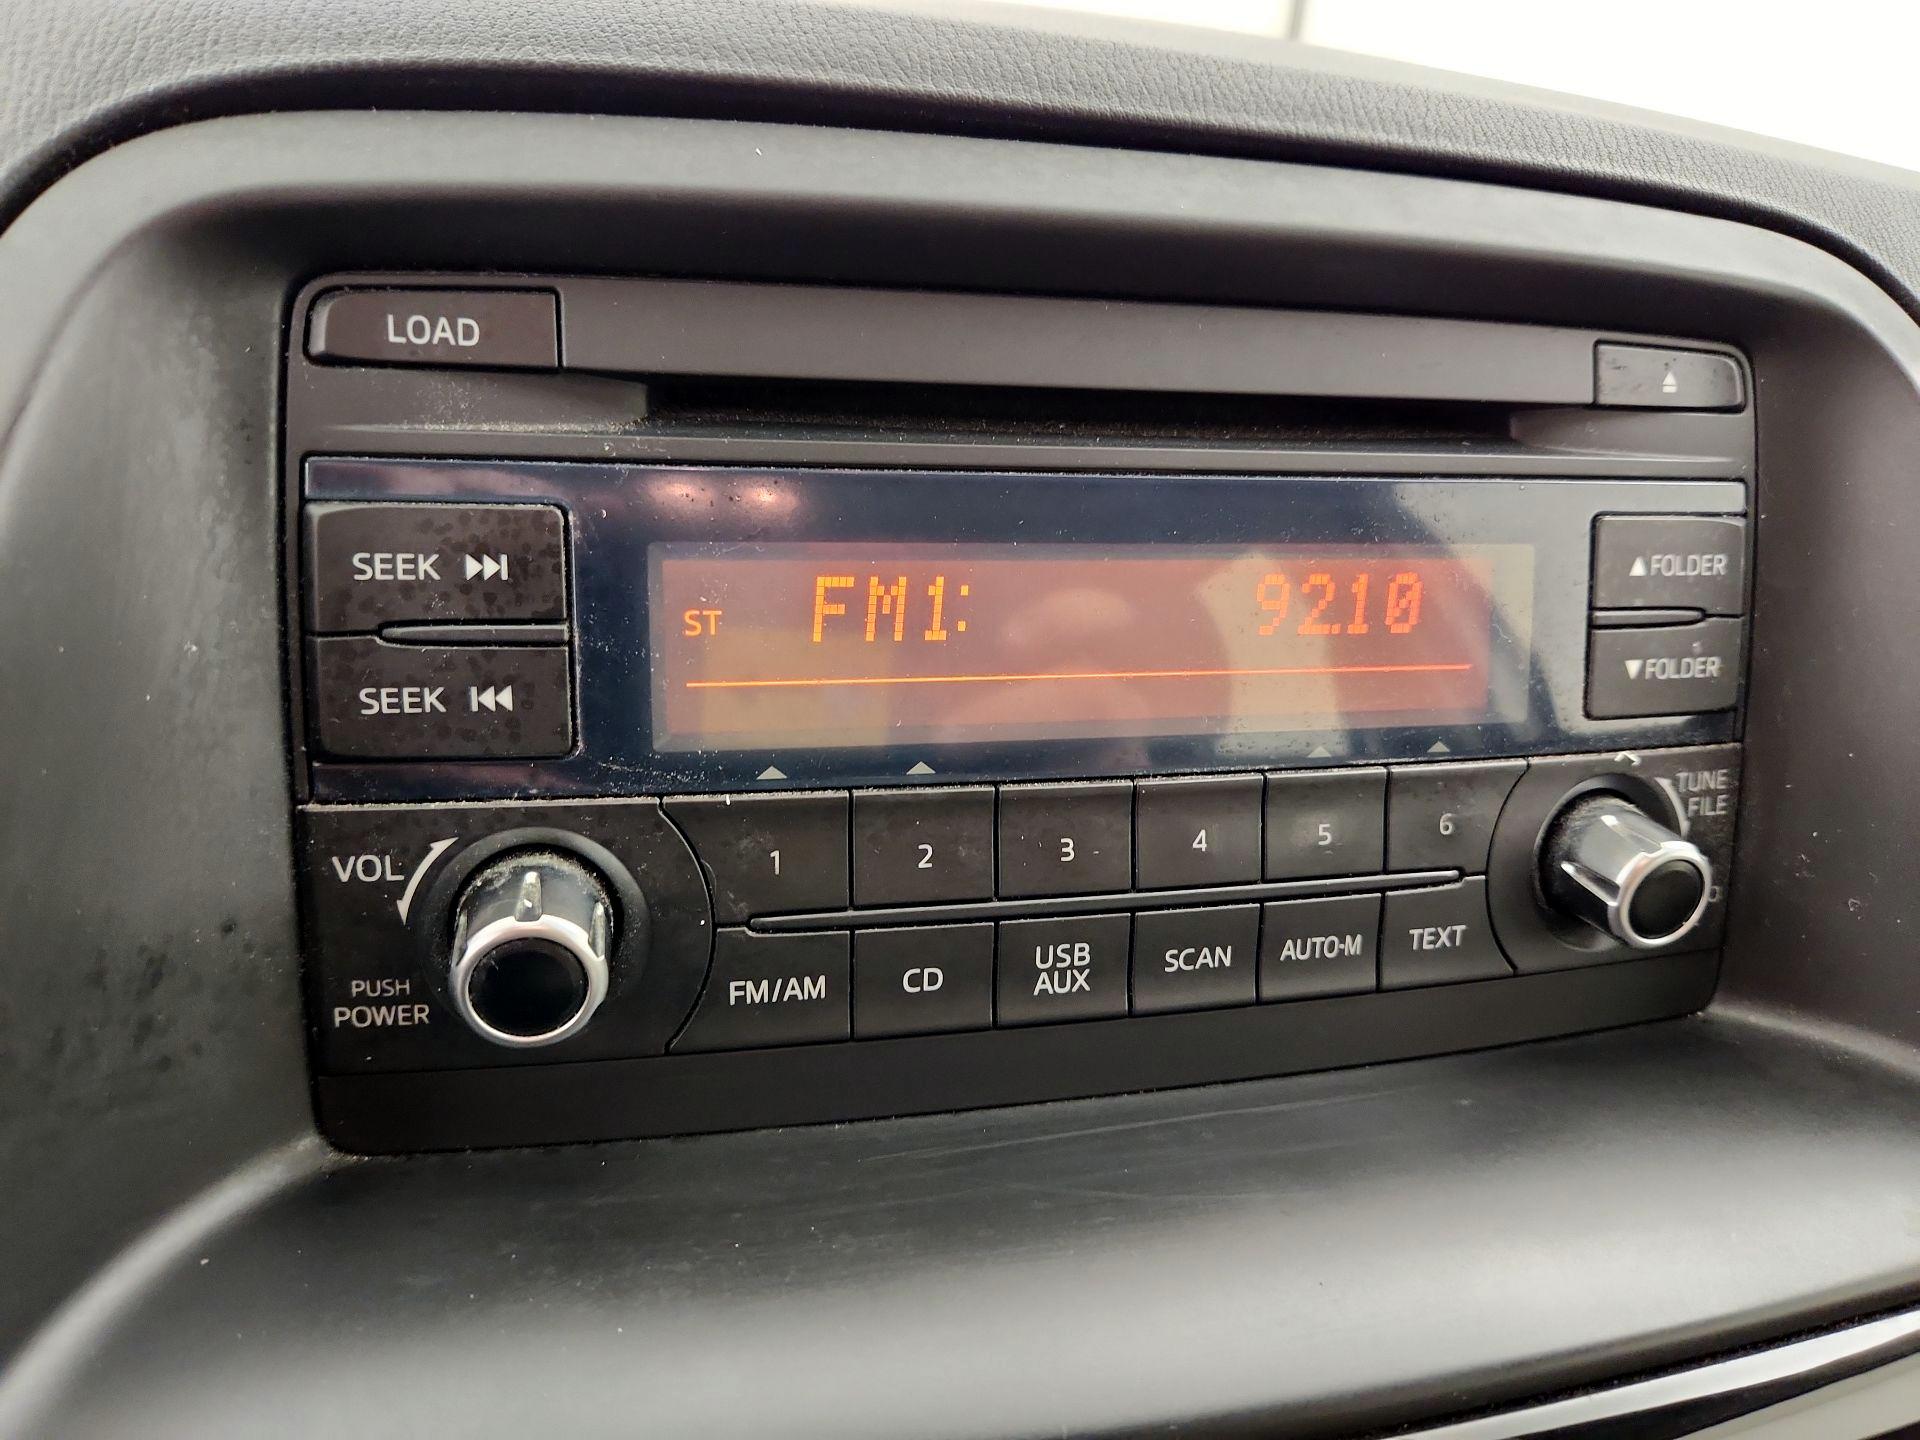 LOAD
SEEK
SEEK
ST FM1: 92.10
FOLDER
FOLDER
VOL
PUSH
POWER
1 2 3 4 5 6
TUNE
FILE
FM/AM CD USB AUX SCAN AUTO-M TEXT